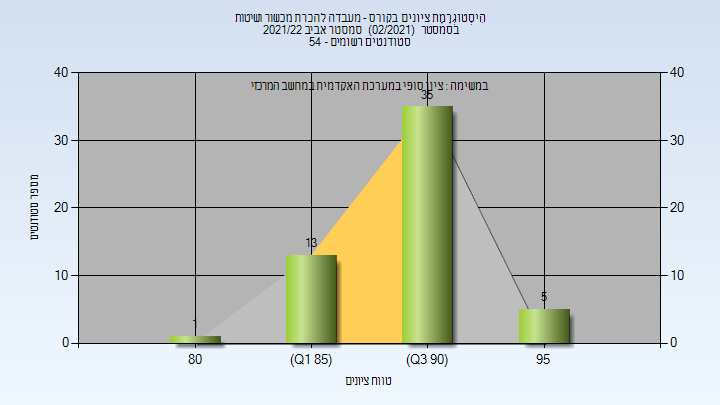 היסטוגרמת ציונים בקורס - מעבדה להכרת מכשור ושיטות
בסמסטר (02/2021) סמסטר אביב 2021/22
סטודנטים רשומים - 54
במשימה : ציון סופי במערכת האקדמית במחשב המרכזי
40 40
30 30
20 20
10 10
0 0
1 13 35 5
80 (Q1 85) (Q3 90) 95
מספר סטודנטים
טווח ציונים